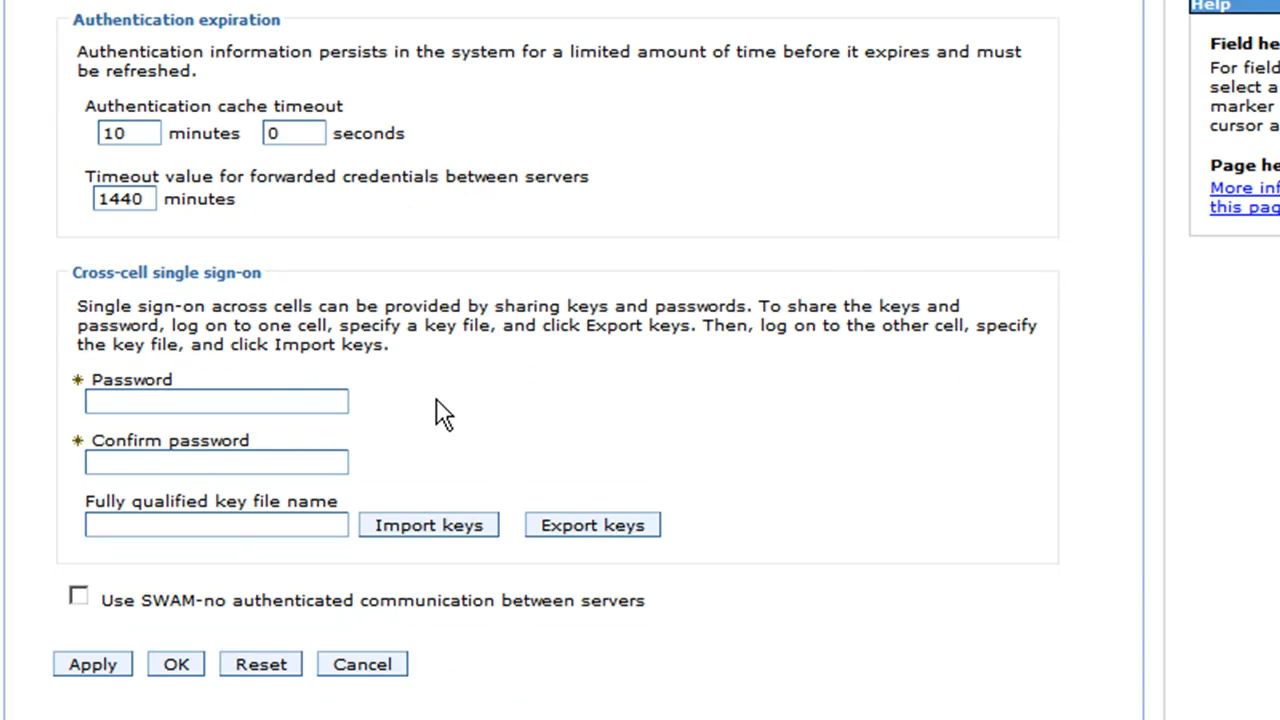 Help
Authentication expiration
Authentication information persists in the system for a limited amount of time before it expires and must
be refreshed.
Authentication cache timeout
10 minutes 0 seconds
Timeout value for forwarded credentials between servers
1440 minutes
Cross-cell single sign-on
Single sign-on across cells can be provided by sharing keys and passwords. To share the keys and
password, log on to one cell, specify a key file, and click Export keys. Then, log on to the other cell, specify
the key file, and click Import keys.
* Password
* Confirm password
Fully qualified key file name
Import keys Export keys
Use SWAM-no authenticated communication between servers
Apply OK Reset Cancel
Field he
For field
select a
marker
cursor a
Page he
More inf
this pag